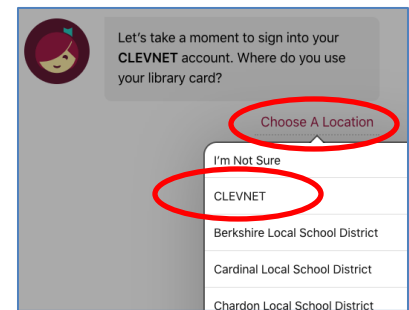 Let's take a moment to sign into your
CLEVNET account. Where do you use
your library card?
Choose A Location
I'm Not Sure
CLEVNET
Berkshire Local School District
Cardinal Local School District
Chardon Local School District